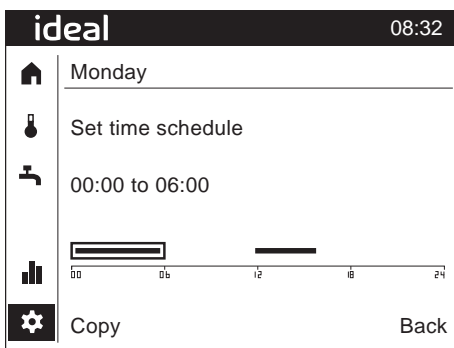 ideal 08:32
Monday
Set time schedule
00:00 to 06:00
00 06 12 18 24
Copy Back